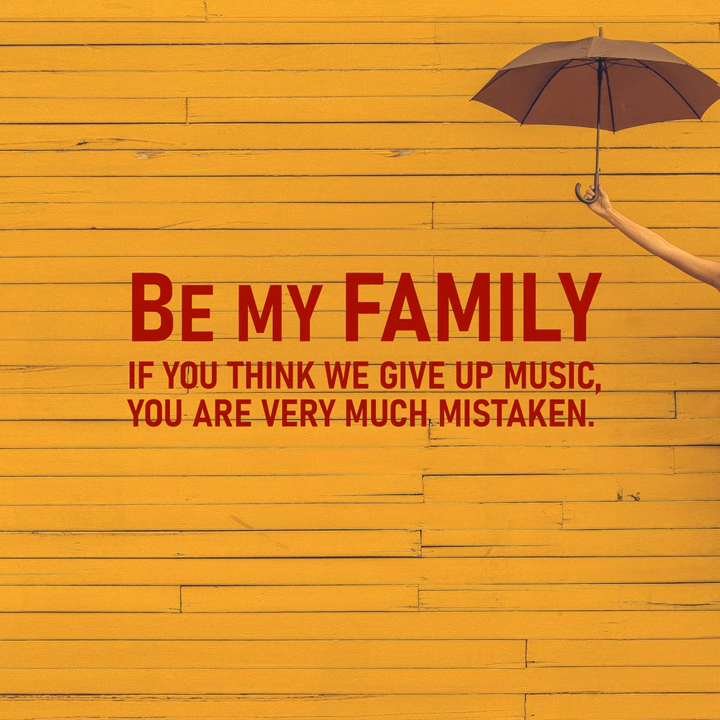 Be my FAMILY
IF YOU THINK WE GIVE UP MUSIC,
YOU ARE VERY MUCH MISTAKEN.